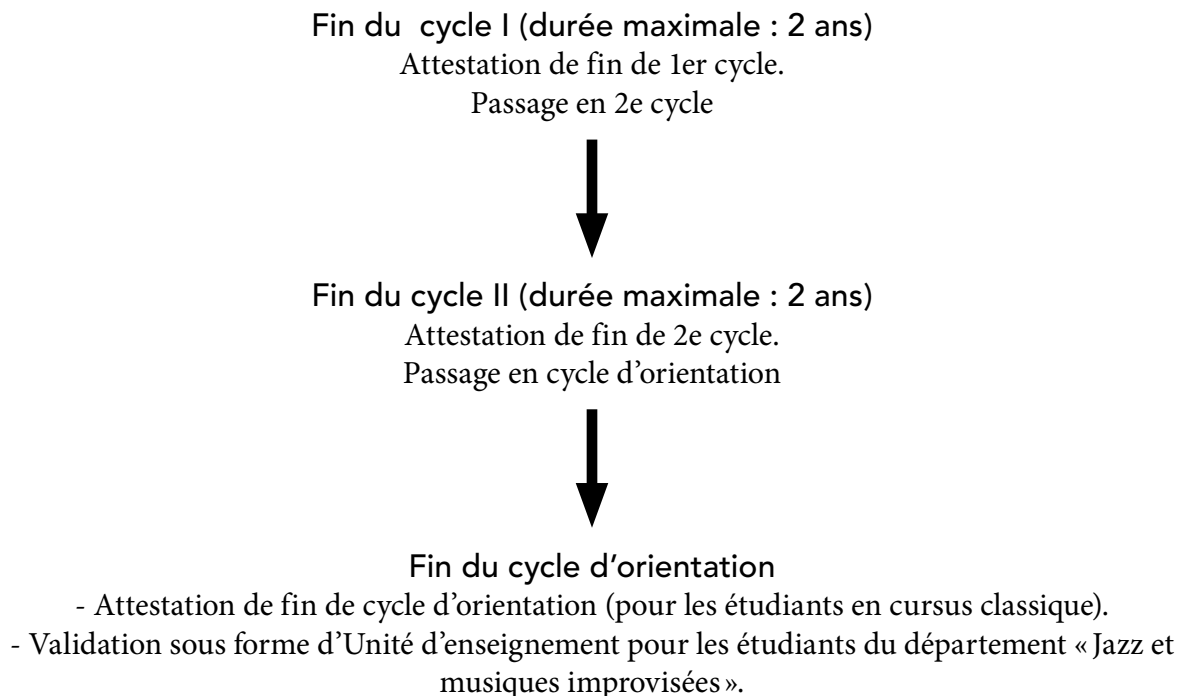 Fin du cycle I (durée maximale : 2 ans)
Attestation de fin de 1er cycle.
Passage en 2e cycle
Fin du cycle II (durée maximale : 2 ans)
Attestation de fin de 2e cycle.
Passage en cycle d’orientation
Fin du cycle d’orientation
- Attestation de fin de cycle d’orientation (pour les étudiants en cursus classique).
- Validation sous forme d’Unité d’enseignement pour les étudiants du département « Jazz et
musiques improvisées ».